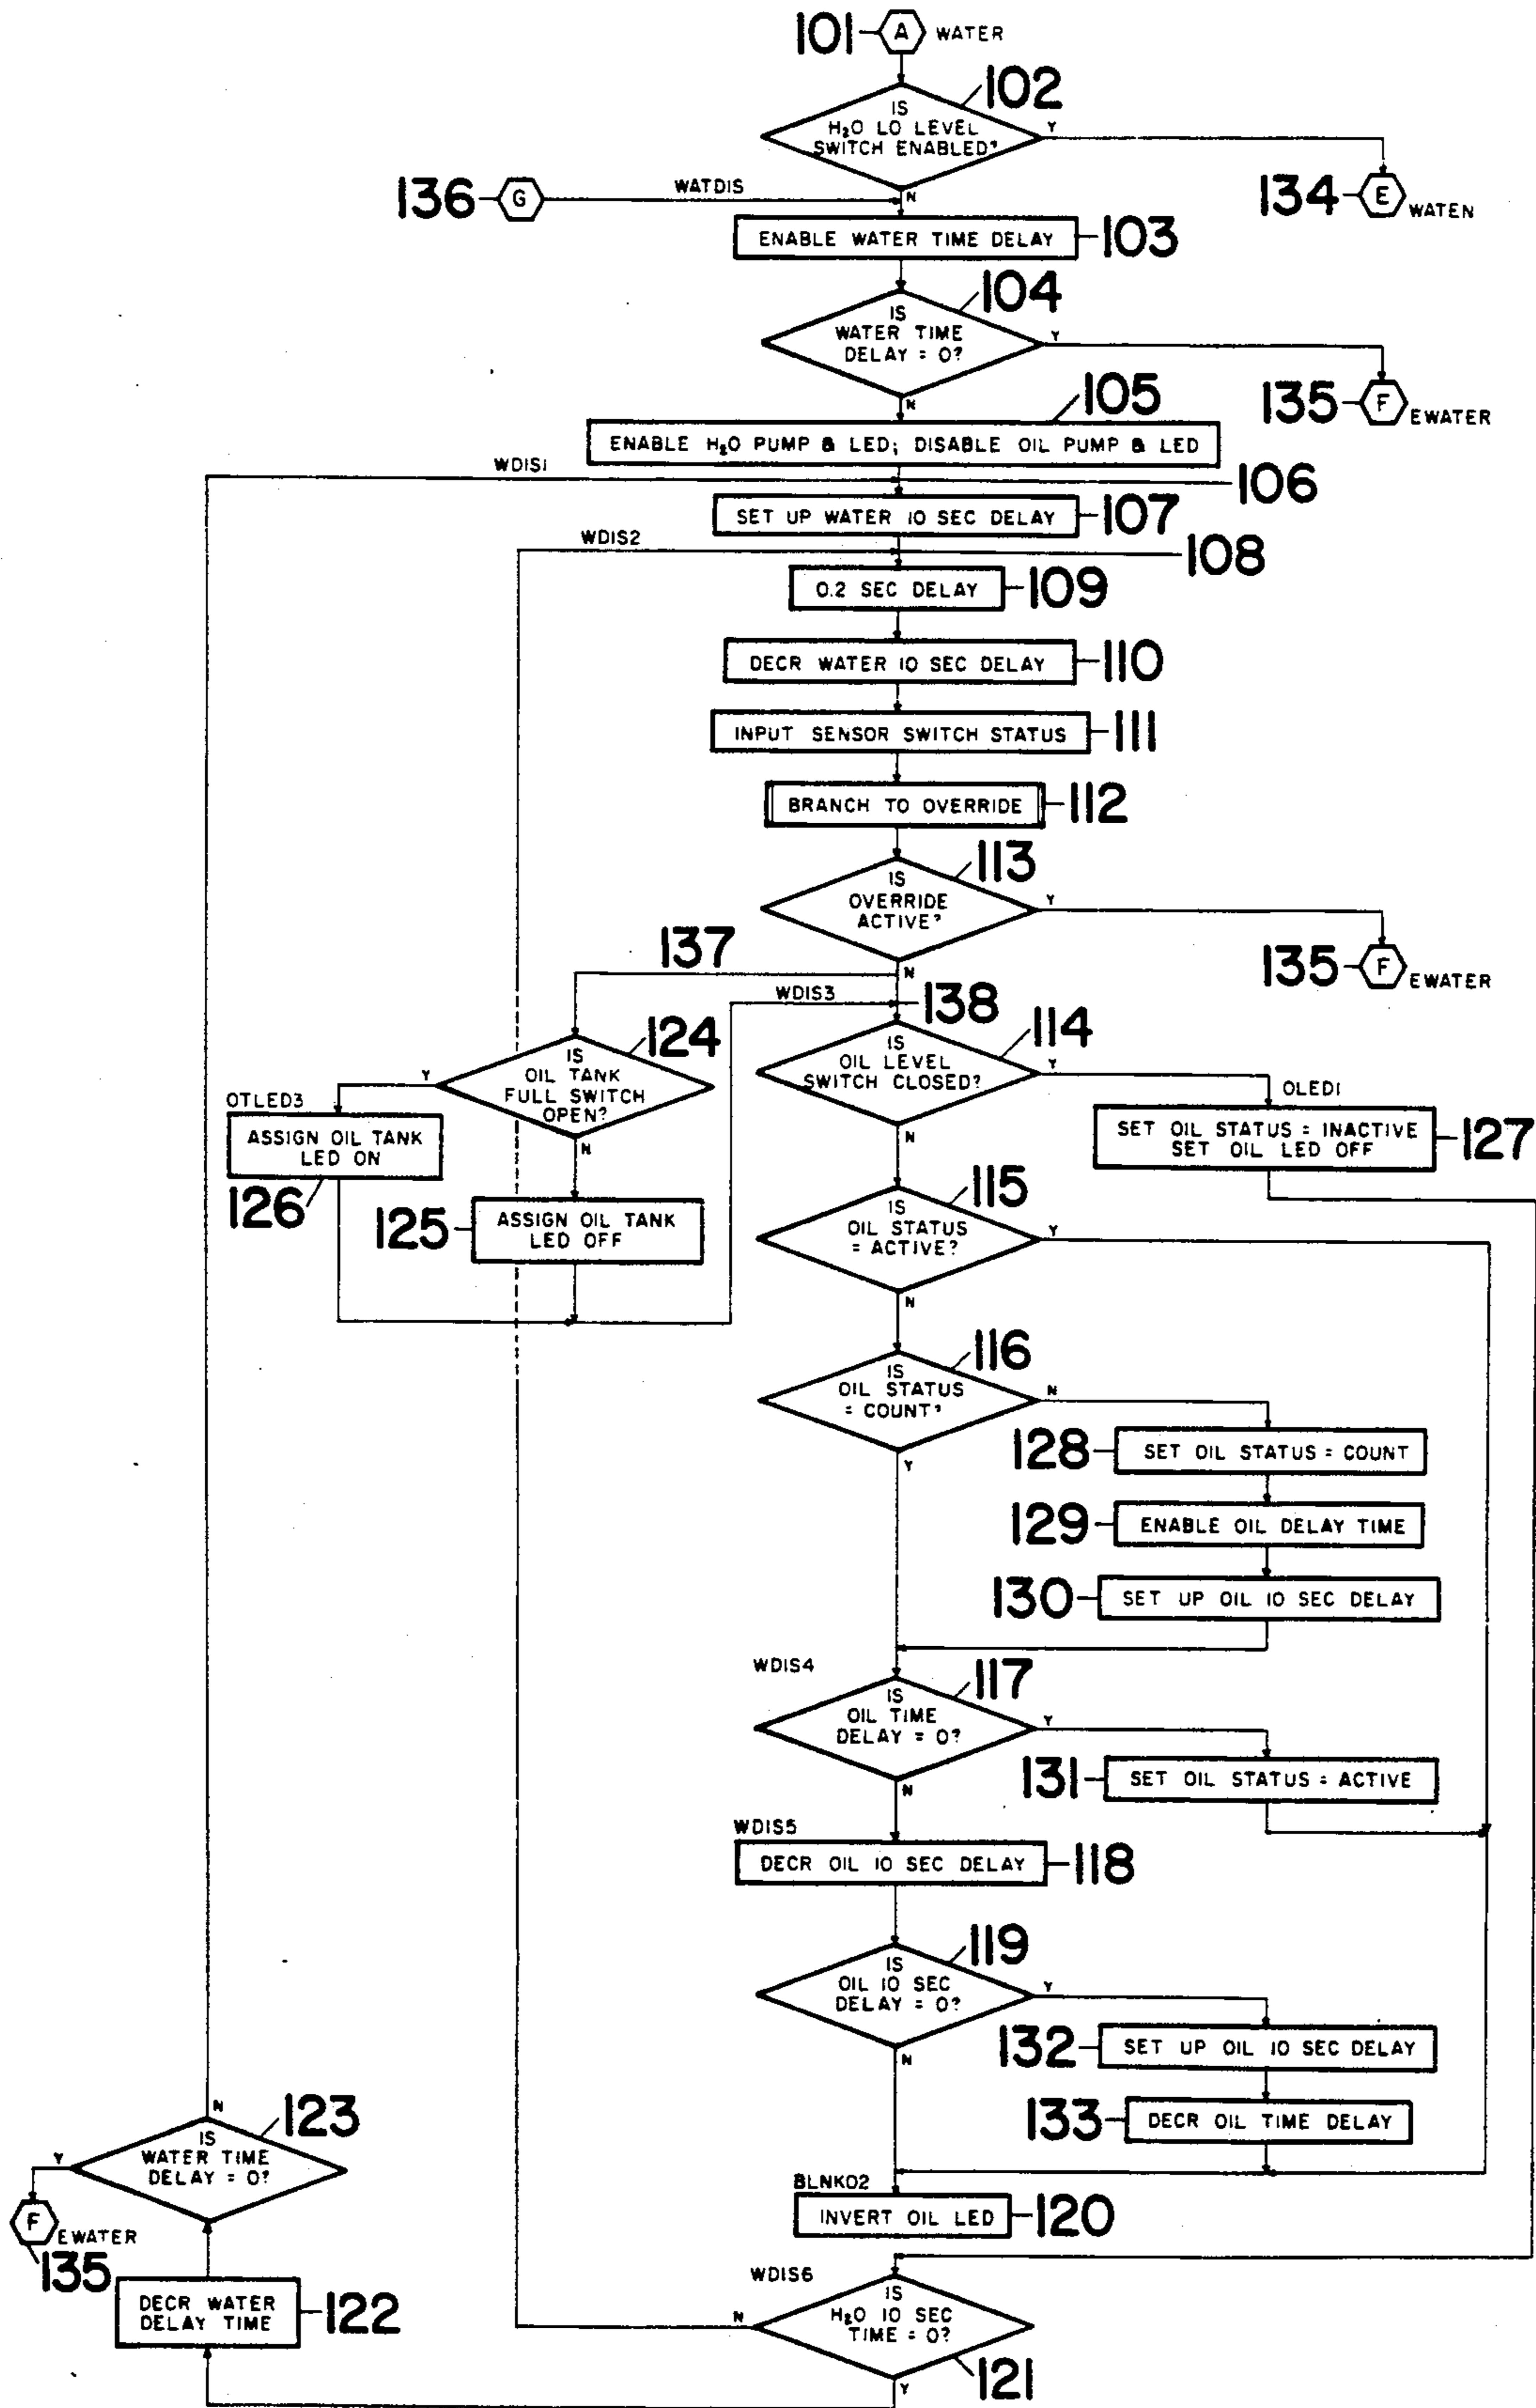 101 A WATER
102
IS
H₂O LO LEVEL
SWITCH ENABLED?
Y
N
136 G WATDIS
134 E WATEN
ENABLE WATER TIME DELAY 103
104
IS
WATER TIME
DELAY = 0?
Y
N
135 F EWATER
105
ENABLE H₂O PUMP & LED; DISABLE OIL PUMP & LED
WDIS1 106
SET UP WATER 10 SEC DELAY 107
WDIS2 108
0.2 SEC DELAY 109
DECR WATER 10 SEC DELAY 110
INPUT SENSOR SWITCH STATUS 111
BRANCH TO OVERRIDE 112
113
IS
OVERRIDE
ACTIVE?
Y
N
135 F EWATER
137
WDIS3 138
124
IS
OIL TANK
FULL SWITCH
OPEN?
Y
N
OTLED3
ASSIGN OIL TANK
LED ON
126
125 ASSIGN OIL TANK
LED OFF
114
IS
OIL LEVEL
SWITCH CLOSED?
Y
N
OLED1
SET OIL STATUS = INACTIVE
SET OIL LED OFF
127
115
IS
OIL STATUS
= ACTIVE?
Y
N
116
IS
OIL STATUS
= COUNT?
N
Y
128 SET OIL STATUS = COUNT
129 ENABLE OIL DELAY TIME
130 SET UP OIL 10 SEC DELAY
WDIS4 117
IS
OIL TIME
DELAY = 0?
Y
N
131 SET OIL STATUS = ACTIVE
WDIS5
DECR OIL 10 SEC DELAY 118
119
IS
OIL 10 SEC
DELAY = 0?
Y
N
132 SET UP OIL 10 SEC DELAY
133 DECR OIL TIME DELAY
BLNKO2
INVERT OIL LED 120
N
123
IS
WATER TIME
DELAY = 0?
Y
F EWATER
135
DECR WATER
DELAY TIME
122
WDIS6
IS
H₂O 10 SEC
TIME = 0?
N
121
Y